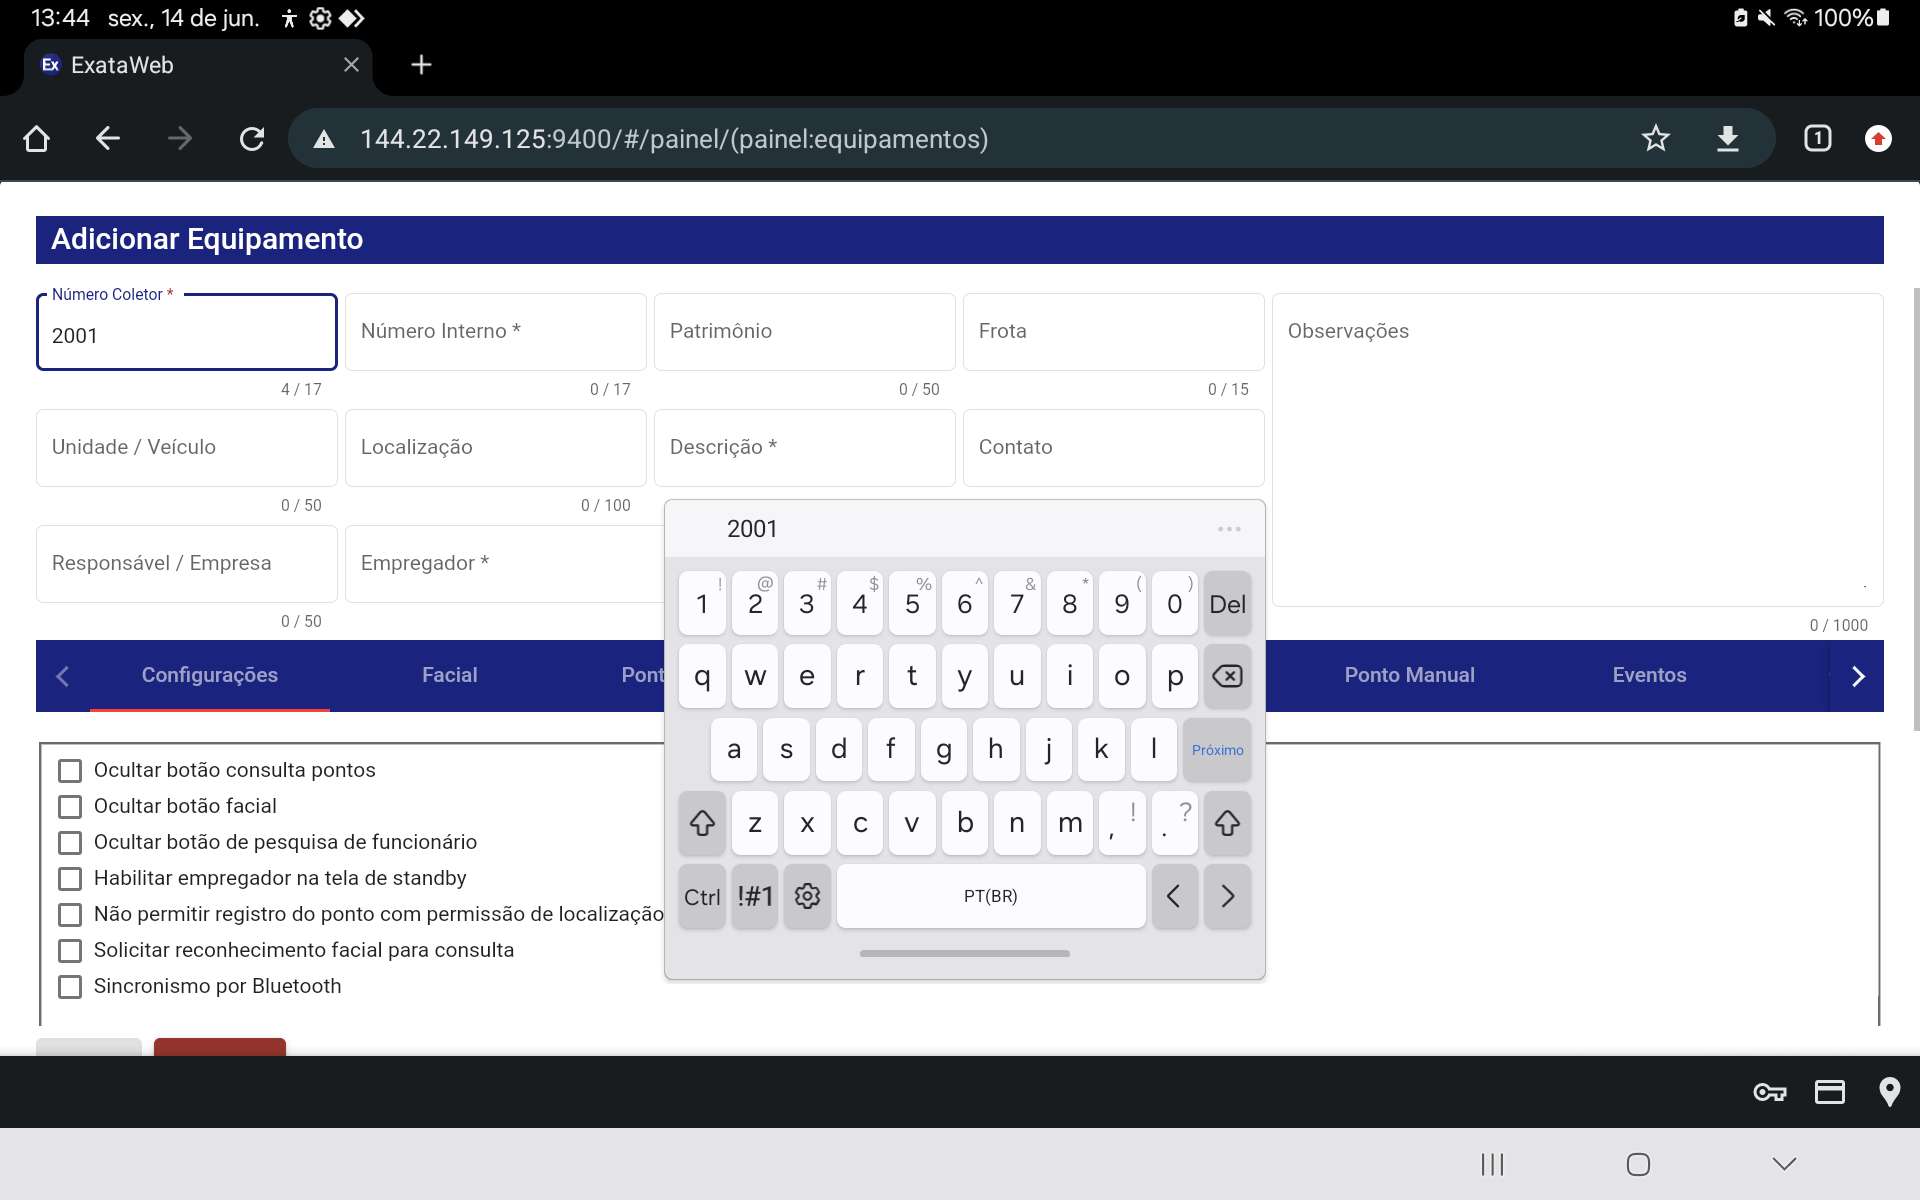 13:44 sex., 14 de jun. 100%
Ex ExataWeb
144.22.149.125:9400/#/painel/(painel:equipamentos) 1
Adicionar Equipamento
Número Coletor *
2001
Número Interno *
Patrimônio
Frota
Observações
4 / 17
0 / 17
0 / 50
0 / 15
Unidade / Veículo
Localização
Descrição *
Contato
0 / 50
0 / 100
Responsável / Empresa
Empregador *
0 / 50
0 / 1000
Configurações
Facial
Pont
Ponto Manual
Eventos
Ocultar botão consulta pontos
Ocultar botão facial
Ocultar botão de pesquisa de funcionário
Habilitar empregador na tela de standby
Não permitir registro do ponto com permissão de localização
Solicitar reconhecimento facial para consulta
Sincronismo por Bluetooth
2001 ...
! @ # $ % ^ & * ( )
1 2 3 4 5 6 7 8 9 0 Del
q w e r t y u i o p
a s d f g h j k l Próximo
z x c v b n m , ! . ?
Ctrl !#1 PT(BR) < >